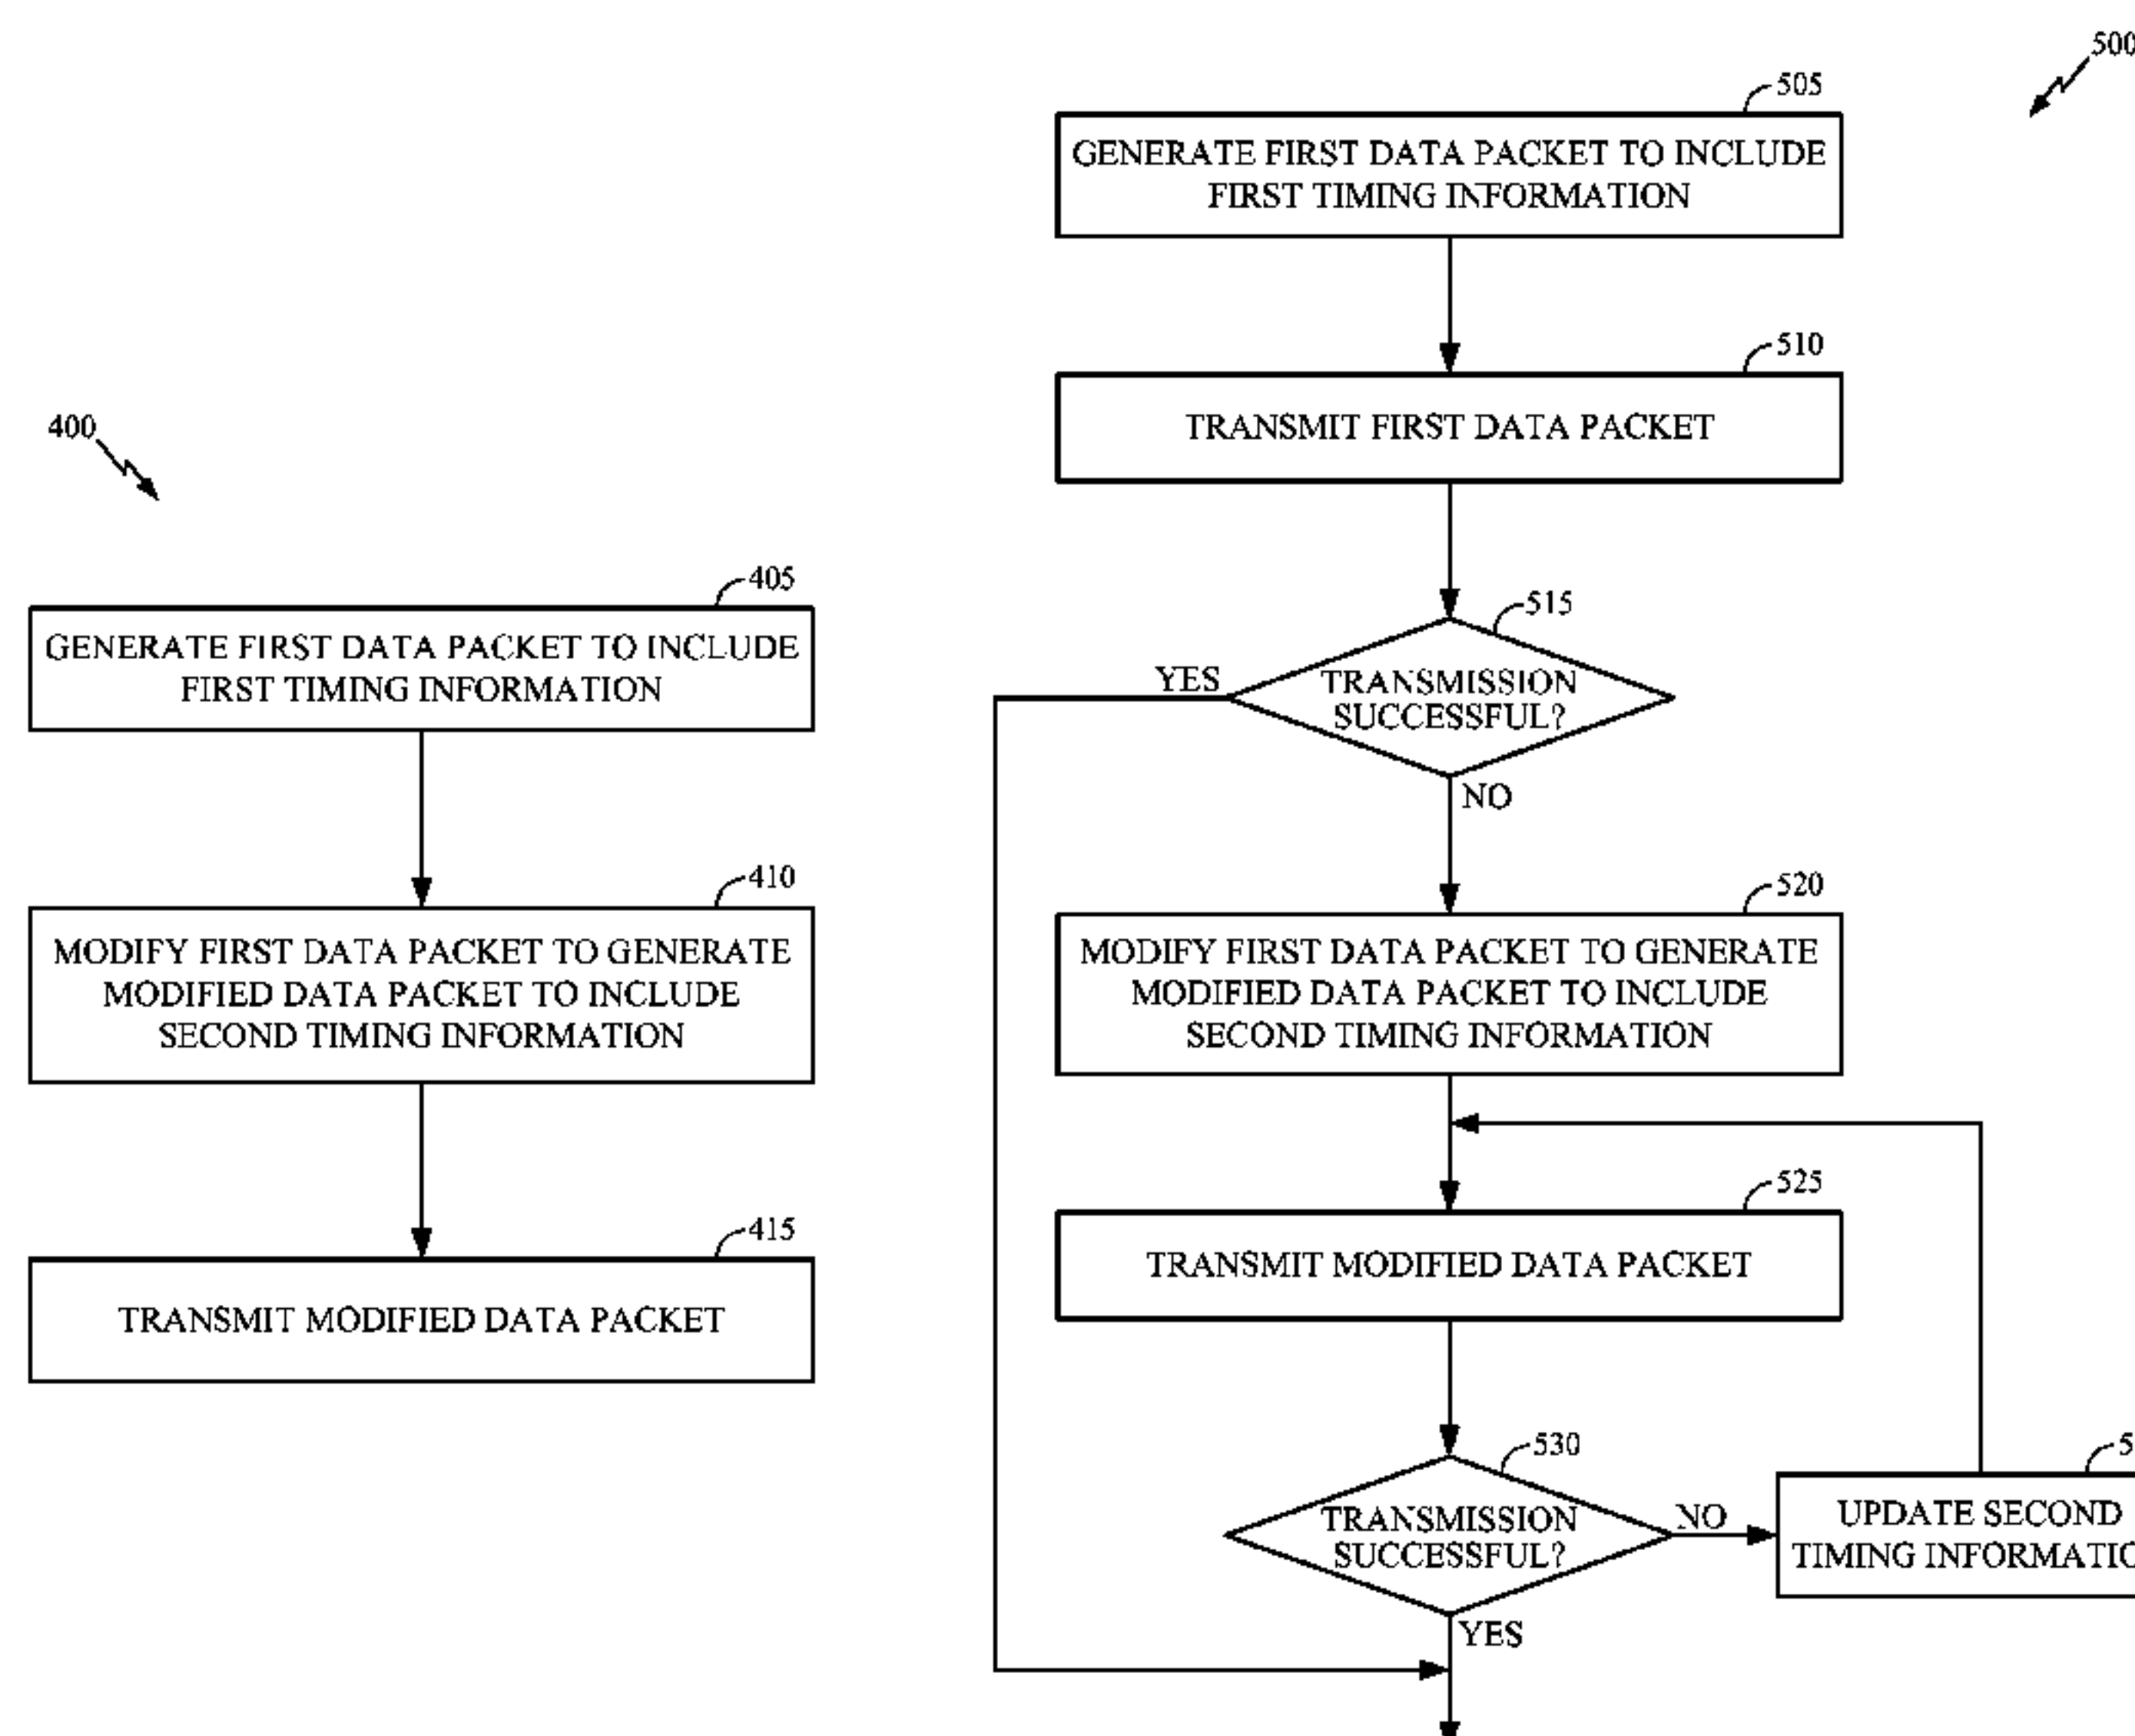 400
405
GENERATE FIRST DATA PACKET TO INCLUDE
FIRST TIMING INFORMATION
410
MODIFY FIRST DATA PACKET TO GENERATE
MODIFIED DATA PACKET TO INCLUDE
SECOND TIMING INFORMATION
415
TRANSMIT MODIFIED DATA PACKET
500
505
GENERATE FIRST DATA PACKET TO INCLUDE
FIRST TIMING INFORMATION
510
TRANSMIT FIRST DATA PACKET
515
TRANSMISSION
SUCCESSFUL?
YES
NO
520
MODIFY FIRST DATA PACKET TO GENERATE
MODIFIED DATA PACKET TO INCLUDE
SECOND TIMING INFORMATION
525
TRANSMIT MODIFIED DATA PACKET
530
TRANSMISSION
SUCCESSFUL?
NO
YES
UPDATE SECOND
TIMING